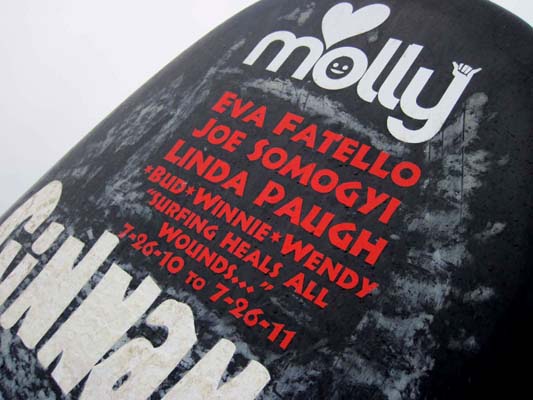 molly
EVA FATELLO
JOE SOMOGYI
LINDA PAUGH
*BUD*WINNIE*WENDY
"SURFING HEALS ALL
WOUNDS..."
7-26-10 TO 7-26-11